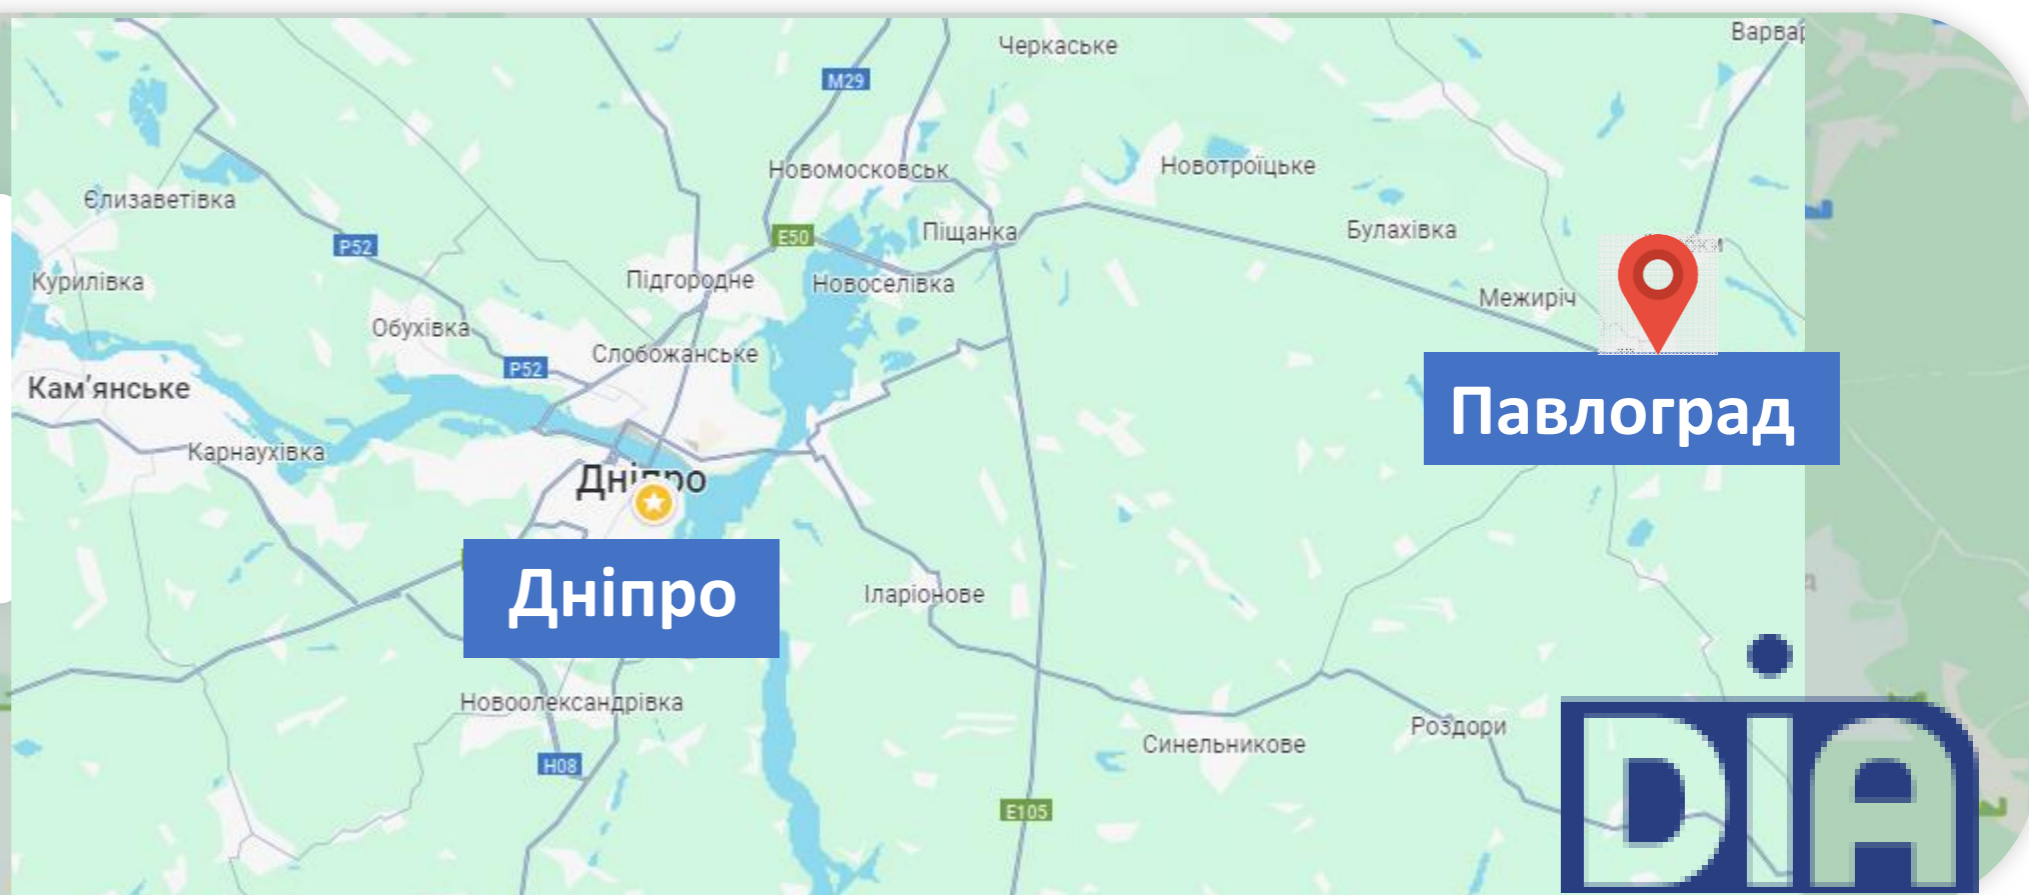 Черкаське
M29
Новомосковськ
Новотроїцьке
Єлизаветівка
P52
E50
Піщанка
Булахівка
Курилівка
Підгородне
Новоселівка
Межиріч
Обухівка
Слобожанське
P52
Кам'янське
Павлоград
Карнаухівка
Дніпро
Дніпро
Іларіонове
Новоолександрівка
Роздори
Синельникове
H08
E105
DiA